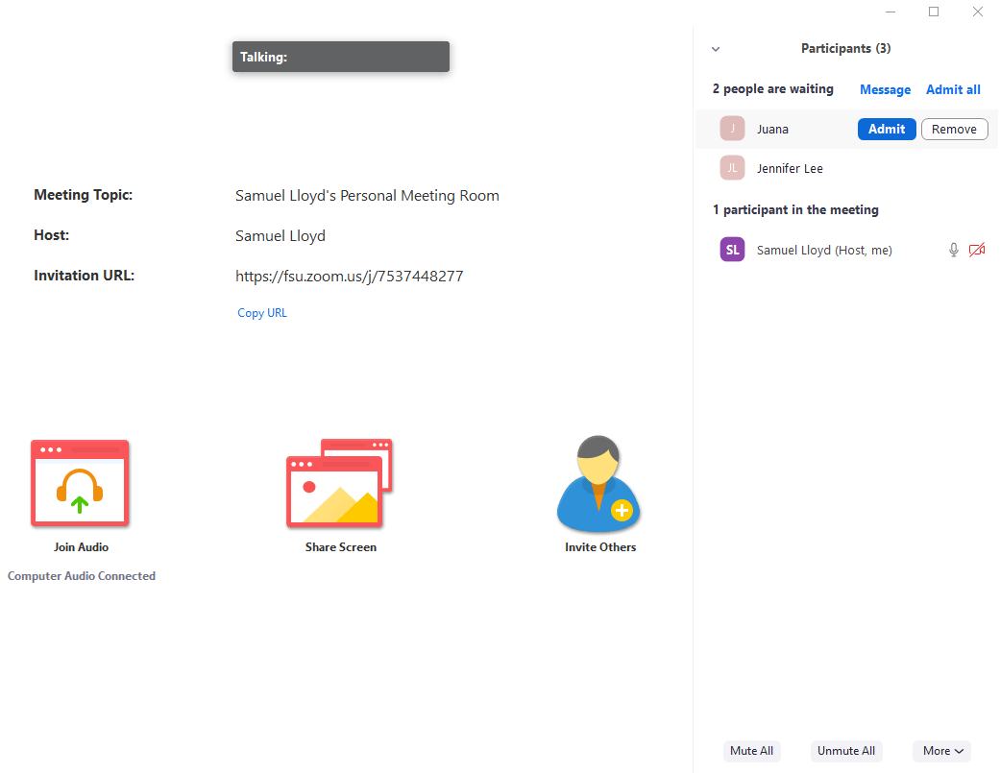 Talking:
Meeting Topic: Samuel Lloyd's Personal Meeting Room
Host: Samuel Lloyd
Invitation URL: https://fsu.zoom.us/j/7537448277
Copy URL
Join Audio
Computer Audio Connected
Share Screen
Invite Others
Participants (3)
2 people are waiting Message Admit all
J Juana Admit Remove
JL Jennifer Lee
1 participant in the meeting
SL Samuel Lloyd (Host, me)
Mute All Unmute All More